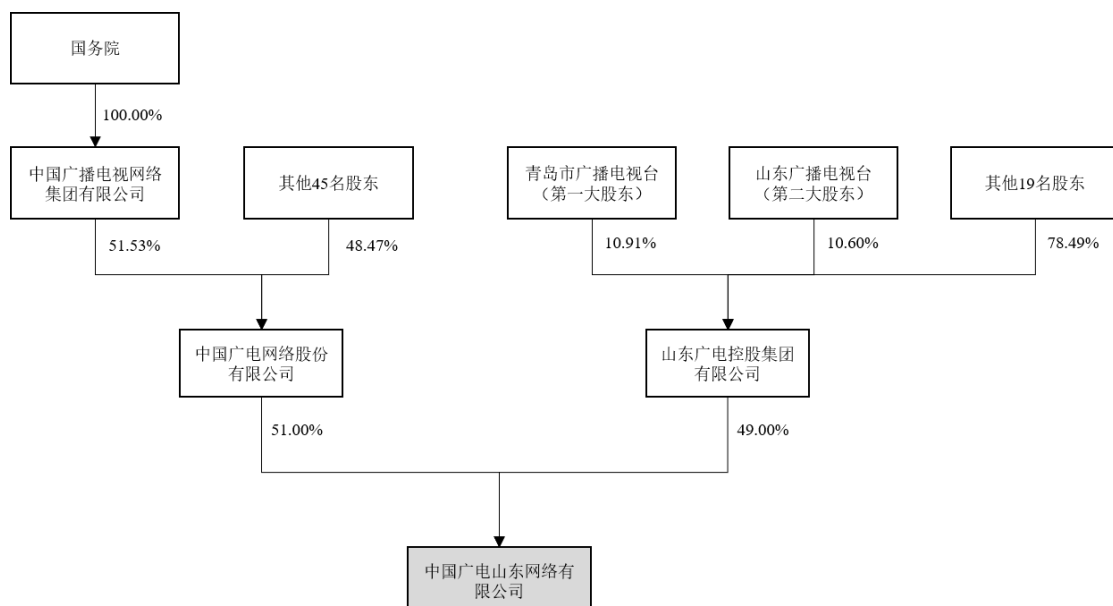 国务院
100.00%
中国广播电视网络
集团有限公司
其他45名股东
青岛市广播电视台
（第一大股东）
山东广播电视台
（第二大股东）
其他19名股东
51.53%
48.47%
10.91%
10.60%
78.49%
中国广电网络股份
有限公司
山东广电控股集团
有限公司
51.00%
49.00%
中国广电山东网络有
限公司